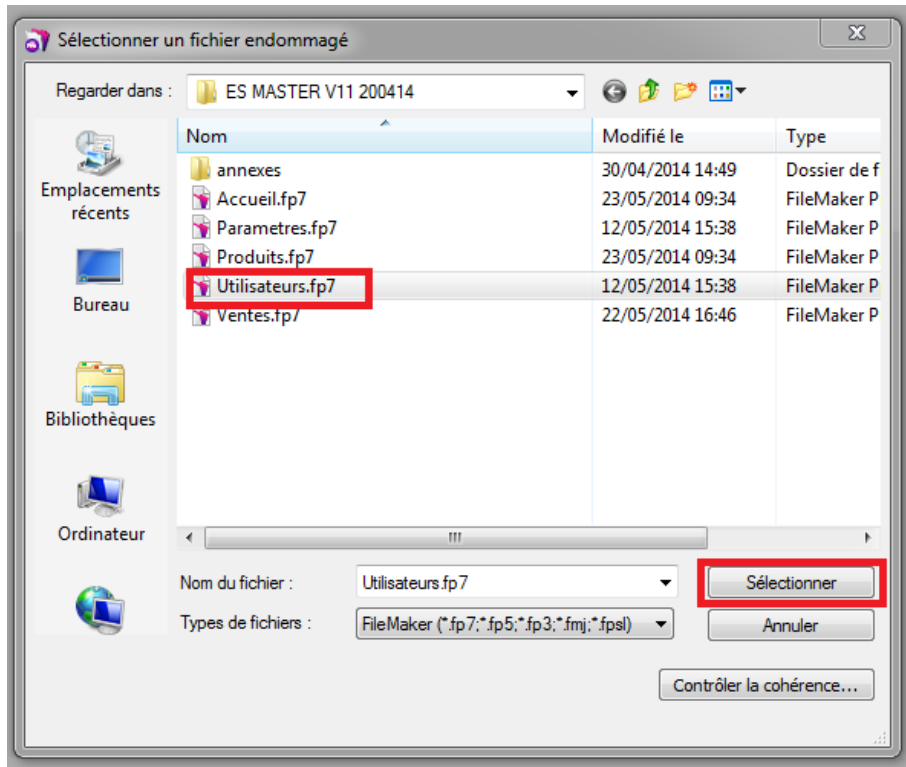 Sélectionner un fichier endommagé
Regarder dans :
ES MASTER V11 200414
Nom
Modifié le
Type
annexes
30/04/2014 14:49
Dossier de f
Accueil.fp7
23/05/2014 09:34
FileMaker P
Parametres.fp7
12/05/2014 15:38
FileMaker P
Produits.fp7
23/05/2014 09:34
FileMaker P
Utilisateurs.fp7
12/05/2014 15:38
FileMaker P
Ventes.fp7
22/05/2014 16:46
FileMaker P
Emplacements
récents
Bureau
Bibliothèques
Ordinateur
Nom du fichier :
Utilisateurs.fp7
Sélectionner
Types de fichiers :
FileMaker (*.fp7;*.fp5;*.fp3;*.fmj;*.fpsl)
Annuler
Contrôler la cohérence...